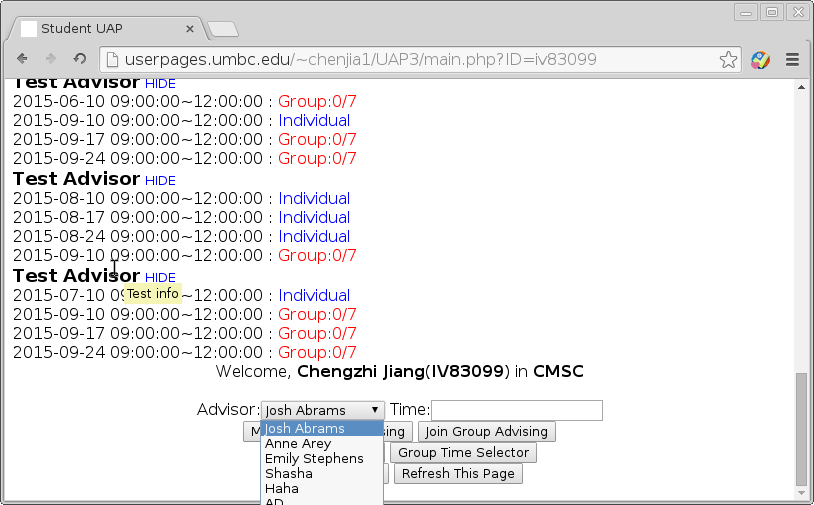 Student UAP
userpages.umbc.edu/~chenjia1/UAP3/main.php?ID=iv83099
Test Advisor HIDE
2015-06-10 09:00:00~12:00:00 : Group:0/7
2015-09-10 09:00:00~12:00:00 : Individual
2015-09-17 09:00:00~12:00:00 : Group:0/7
2015-09-24 09:00:00~12:00:00 : Group:0/7
Test Advisor HIDE
2015-08-10 09:00:00~12:00:00 : Individual
2015-08-17 09:00:00~12:00:00 : Individual
2015-08-24 09:00:00~12:00:00 : Individual
2015-09-10 09:00:00~12:00:00 : Group:0/7
Test Advisor HIDE
Test info
2015-07-10 :00~12:00:00 : Individual
2015-09-10 09:00:00~12:00:00 : Group:0/7
2015-09-17 09:00:00~12:00:00 : Group:0/7
2015-09-24 09:00:00~12:00:00 : Group:0/7
Welcome, Chengzhi Jiang(IV83099) in CMSC
Advisor: Josh Abrams Time:
Josh Abrams
Join Group Advising
Anne Arey
Emily Stephens
Group Time Selector
Shasha
Refresh This Page
Haha
AD